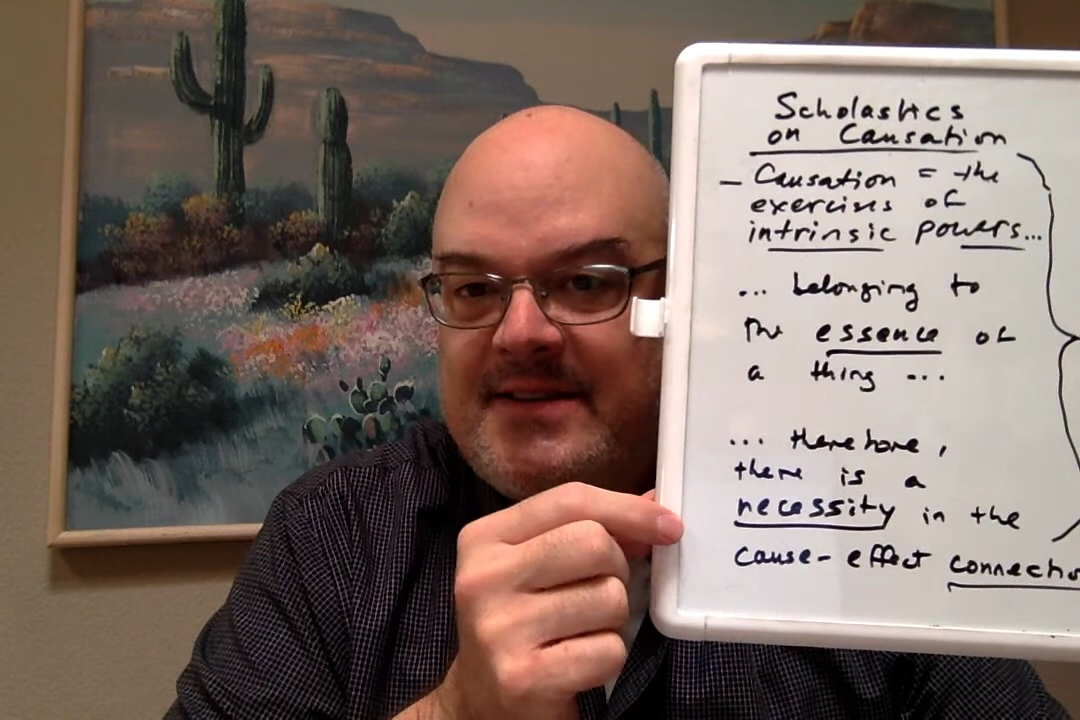 Scholastics
on Causation
– Causation = the
exercise of
intrinsic powers...
... belonging to
the essence of
a thing ...
... therefore,
there is a
necessity in the
cause-effect connectio